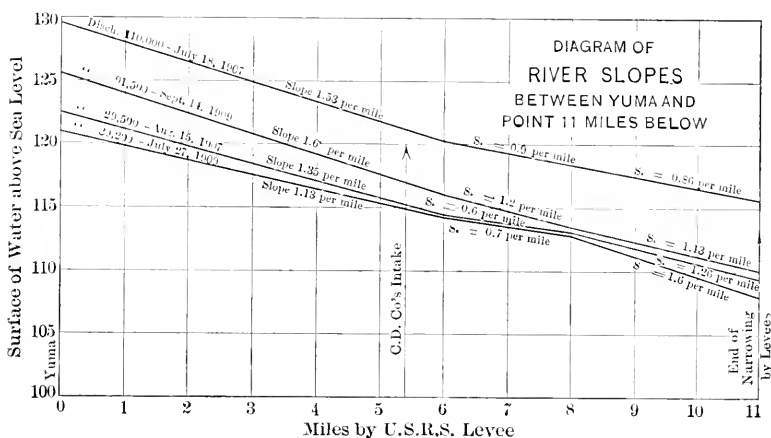 DIAGRAM OF
RIVER SLOPES
BETWEEN YUMA AND
POINT 11 MILES BELOW
Surface of Water above Sea Level
130
125
120
115
110
105
100
Disch. 110,000 - July 18, 1907
Slope 1.53 per mile
S. = 0.9 per mile
S. = 0.86 per mile
" 91,500 - Sept. 14, 1909
Slope 1.6 per mile
S. = 1.2 per mile
S. = 1.13 per mile
" 29,500 - Aug. 15, 1907
Slope 1.35 per mile
S. = 0.6 per mile
S. = 1.26 per mile
" - July 27, 1909
Slope 1.13 per mile
S. = 0.7 per mile
S = 1.6 per mile
Yuma
C.D. Co's Intake
End of
Narrowing
by Levees
0 1 2 3 4 5 6 7 8 9 10 11
Miles by U.S.R.S. Levee